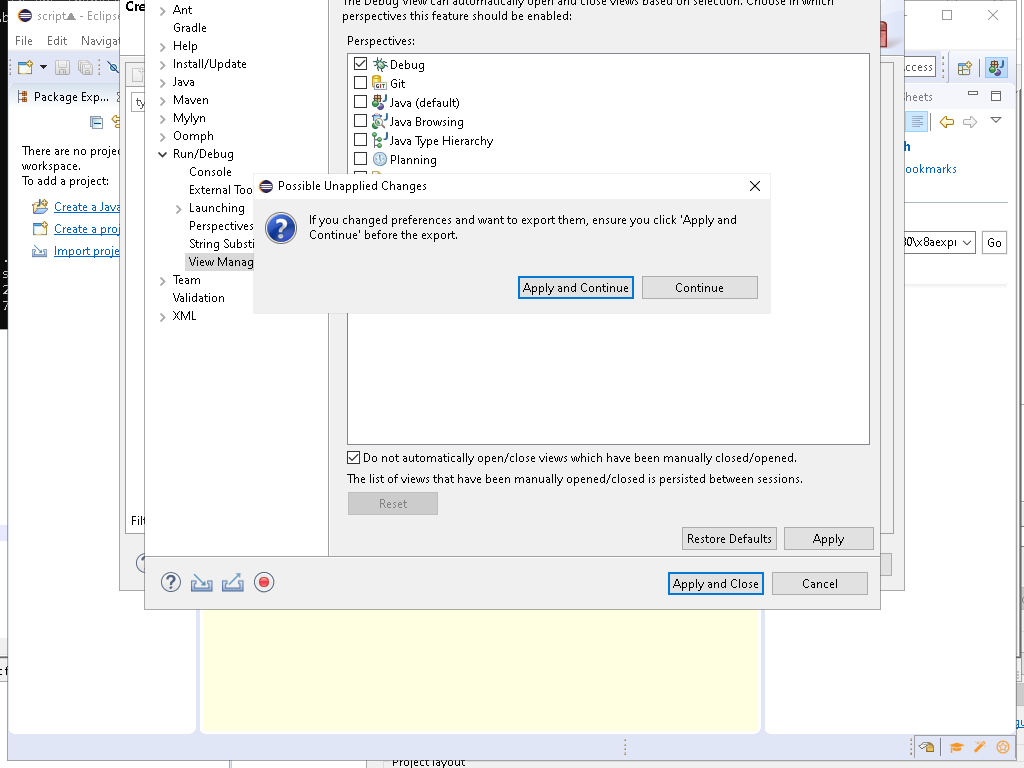 script▲ - Eclipse
File Edit Navigat
Package Exp...
There are no proje
workspace.
To add a project:
Create a Java
Create a proj
Import proje
Cre
ty
Filt
Ant
Gradle
Help
Install/Update
Java
Maven
Mylyn
Oomph
Run/Debug
Console
External Too
Launching
Perspectives
String Substi
View Manag
Team
Validation
XML
The Debug View can automatically open and close views based on selection. Choose in which
perspectives this feature should be enabled:
Perspectives:
Debug
Git
Java (default)
Java Browsing
Java Type Hierarchy
Planning
Possible Unapplied Changes
If you changed preferences and want to export them, ensure you click 'Apply and
Continue' before the export.
Apply and Continue
Continue
Do not automatically open/close views which have been manually closed/opened.
The list of views that have been manually opened/closed is persisted between sessions.
Reset
Restore Defaults
Apply
Apply and Close
Cancel
ccess
heets
h
ookmarks
Go
Project layout